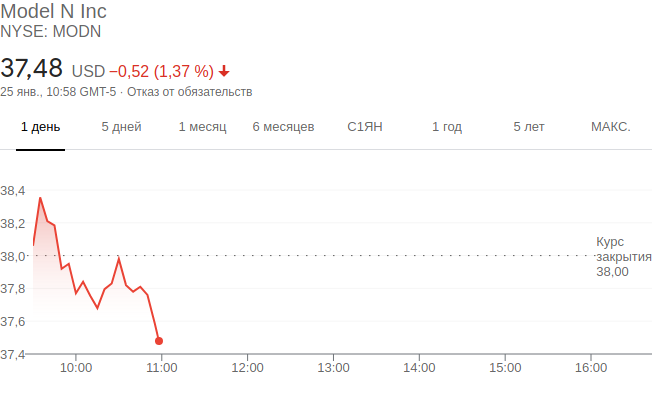 Model N Inc
NYSE: MODN
37,48 USD −0,52 (1,37 %)
25 янв., 10:58 GMT-5 · Отказ от обязательств
1 день 5 дней 1 месяц 6 месяцев С1ЯН 1 год 5 лет МАКС.
38,4
38,2
38,0
37,8
37,6
37,4
Курс
закрытия
38,00
10:00 11:00 12:00 13:00 14:00 15:00 16:00